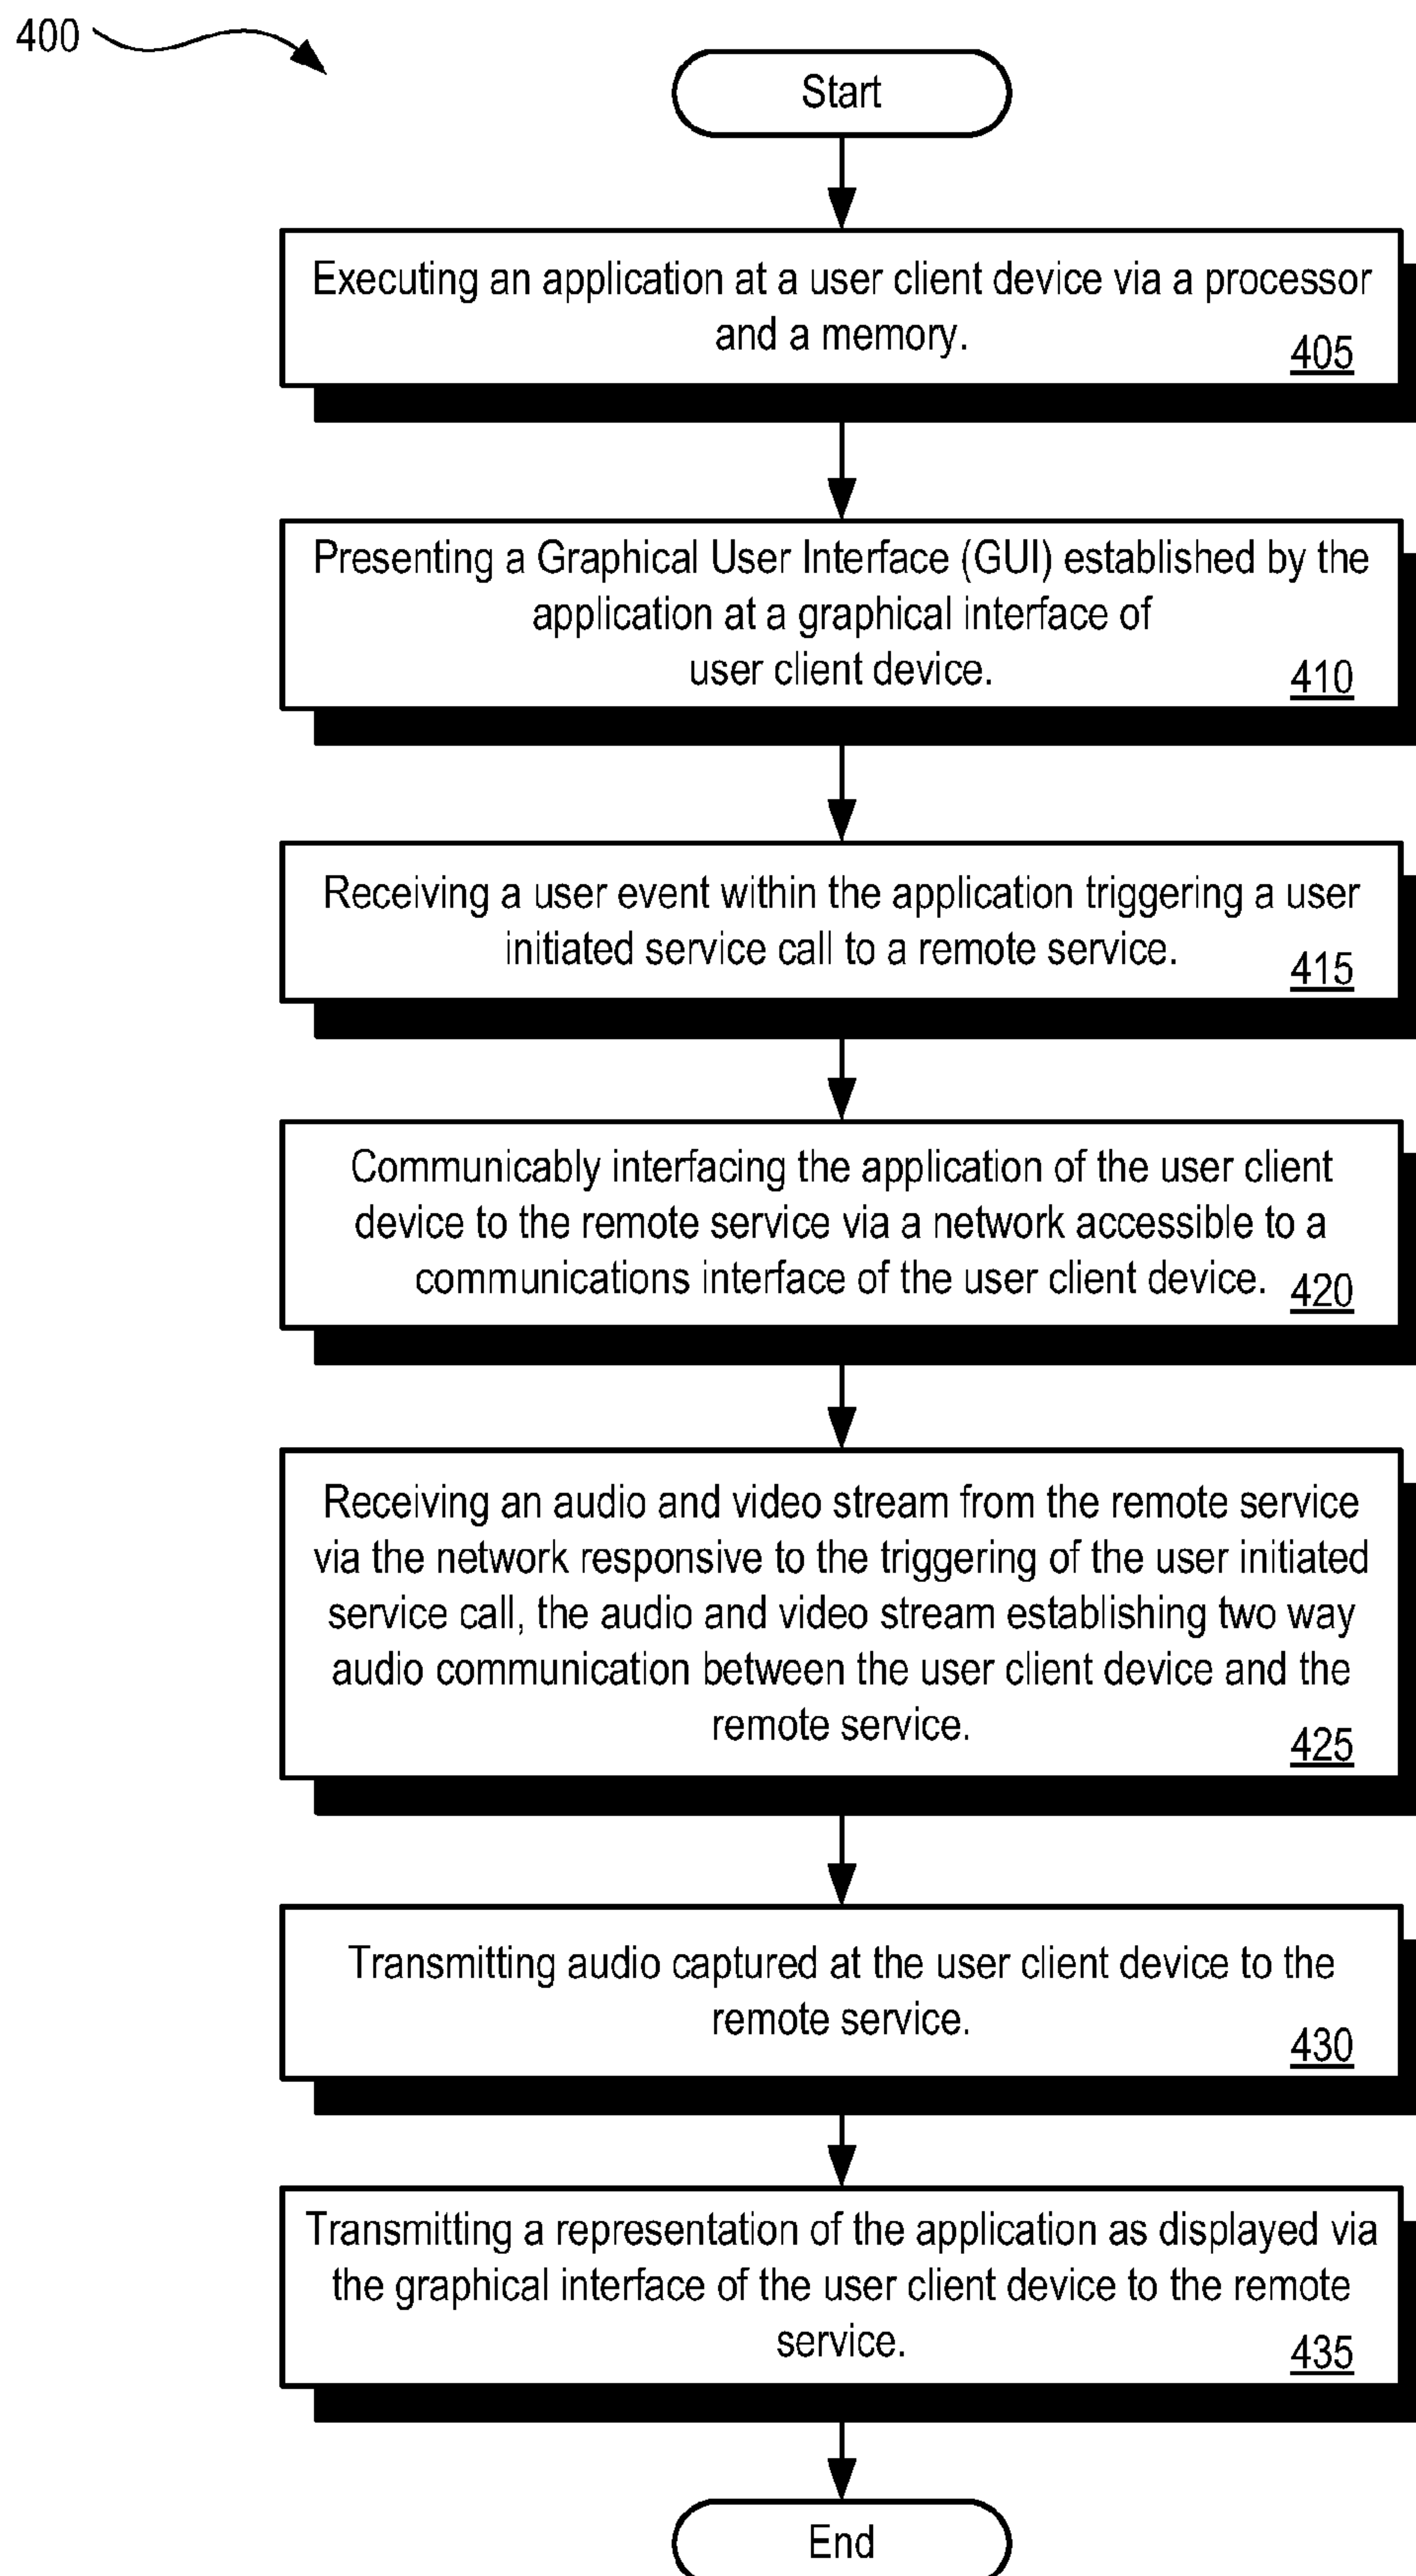 400
Start
Executing an application at a user client device via a processor
and a memory.
405
Presenting a Graphical User Interface (GUI) established by the
application at a graphical interface of
user client device.
410
Receiving a user event within the application triggering a user
initiated service call to a remote service.
415
Communicably interfacing the application of the user client
device to the remote service via a network accessible to a
communications interface of the user client device.
420
Receiving an audio and video stream from the remote service
via the network responsive to the triggering of the user initiated
service call, the audio and video stream establishing two way
audio communication between the user client device and the
remote service.
425
Transmitting audio captured at the user client device to the
remote service.
430
Transmitting a representation of the application as displayed via
the graphical interface of the user client device to the remote
service.
435
End